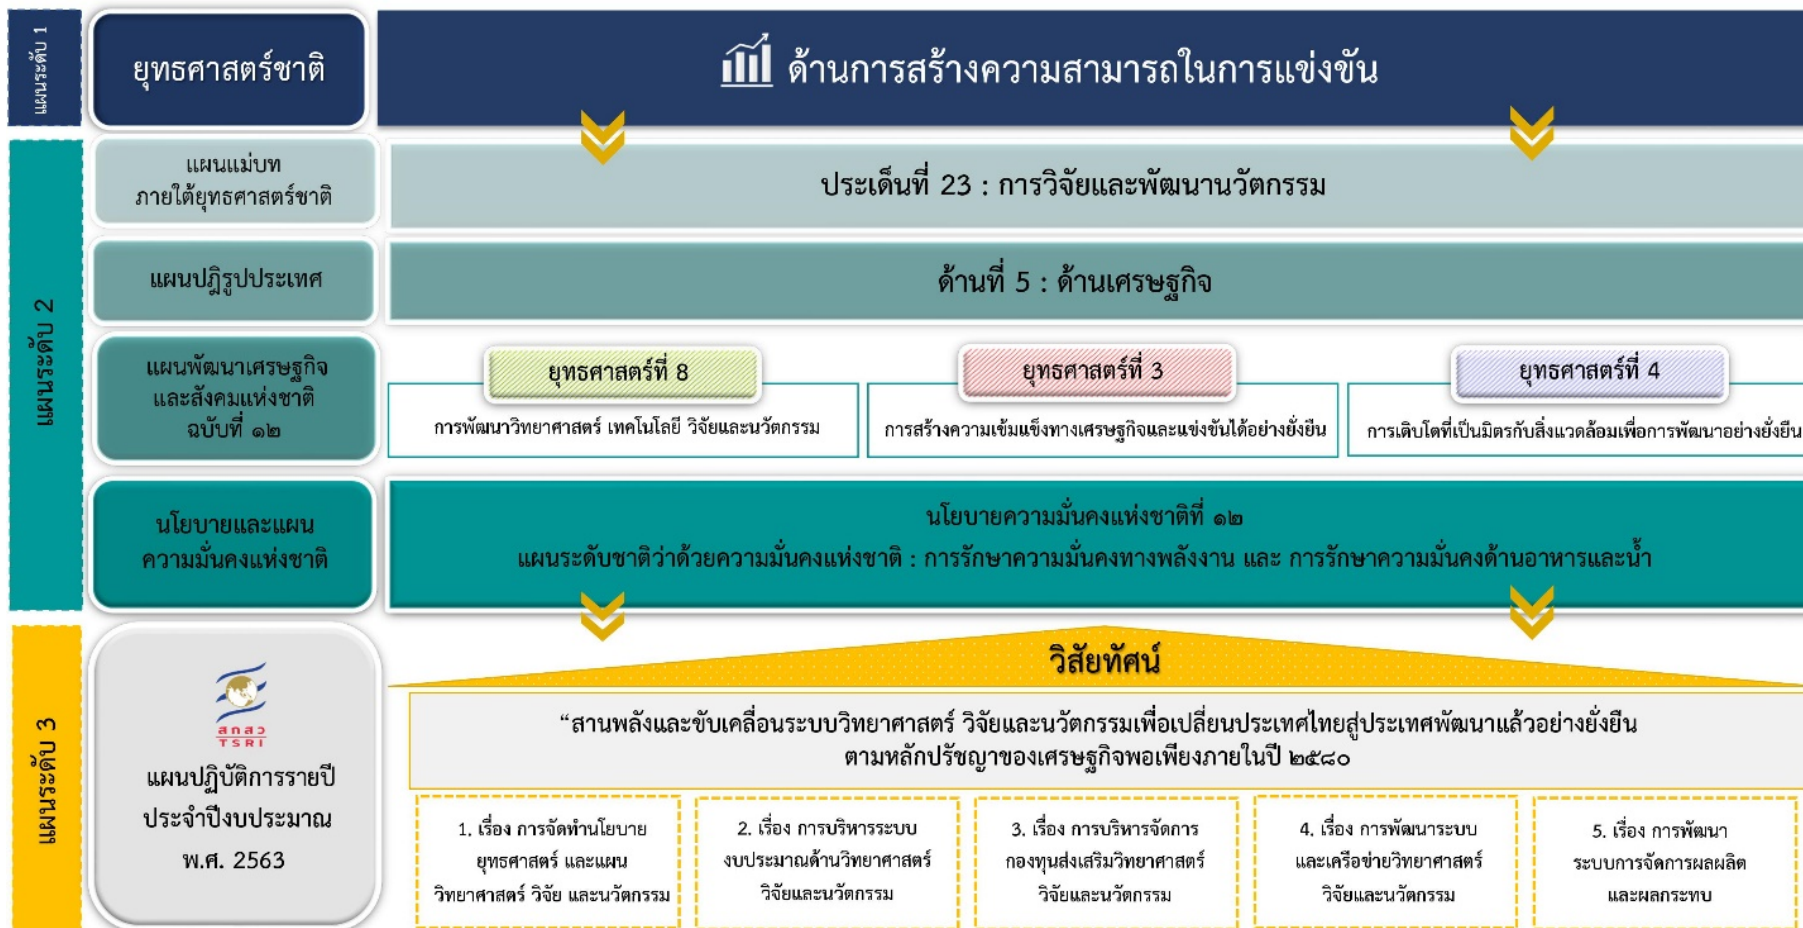 แผนระดับ 1
ยุทธศาสตร์ชาติ
ด้านการสร้างความสามารถในการแข่งขัน
แผนระดับ 2
แผนแม่บท
ภายใต้ยุทธศาสตร์ชาติ
ประเด็นที่ 23 : การวิจัยและพัฒนานวัตกรรม
แผนปฎิรูปประเทศ
ด้านที่ 5 : ด้านเศรษฐกิจ
แผนพัฒนาเศรษฐกิจ
และสังคมแห่งชาติ
ฉบับที่ ๑๒
ยุทธศาสตร์ที่ 8
การพัฒนาวิทยาศาสตร์ เทคโนโลยี วิจัยและนวัตกรรม
ยุทธศาสตร์ที่ 3
การสร้างความเข้มแข็งทางเศรษฐกิจและแข่งขันได้อย่างยั่งยืน
ยุทธศาสตร์ที่ 4
การเติบโตที่เป็นมิตรกับสิ่งแวดล้อมเพื่อการพัฒนาอย่างยั่งยืน
นโยบายและแผน
ความมั่นคงแห่งชาติ
นโยบายความมั่นคงแห่งชาติที่ ๑๒
แผนระดับชาติว่าด้วยความมั่นคงแห่งชาติ : การรักษาความมั่นคงทางพลังงาน และ การรักษาความมั่นคงด้านอาหารและน้ำ
แผนระดับ 3
สกสว
TSRI
แผนปฏิบัติการรายปี
ประจำปีงบประมาณ
พ.ศ. 2563
วิสัยทัศน์
“สานพลังและขับเคลื่อนระบบวิทยาศาสตร์ วิจัยและนวัตกรรมเพื่อเปลี่ยนประเทศไทยสู่ประเทศพัฒนาแล้วอย่างยั่งยืน
ตามหลักปรัชญาของเศรษฐกิจพอเพียงภายในปี ๒๕๘๐
1. เรื่อง การจัดทำนโยบาย
ยุทธศาสตร์ และแผน
วิทยาศาสตร์ วิจัย และนวัตกรรม
2. เรื่อง การบริหารระบบ
งบประมาณด้านวิทยาศาสตร์
วิจัยและนวัตกรรม
3. เรื่อง การบริหารจัดการ
กองทุนส่งเสริมวิทยาศาสตร์
วิจัยและนวัตกรรม
4. เรื่อง การพัฒนาระบบ
และเครือข่ายวิทยาศาสตร์
วิจัยและนวัตกรรม
5. เรื่อง การพัฒนา
ระบบการจัดการผลผลิต
และผลกระทบ